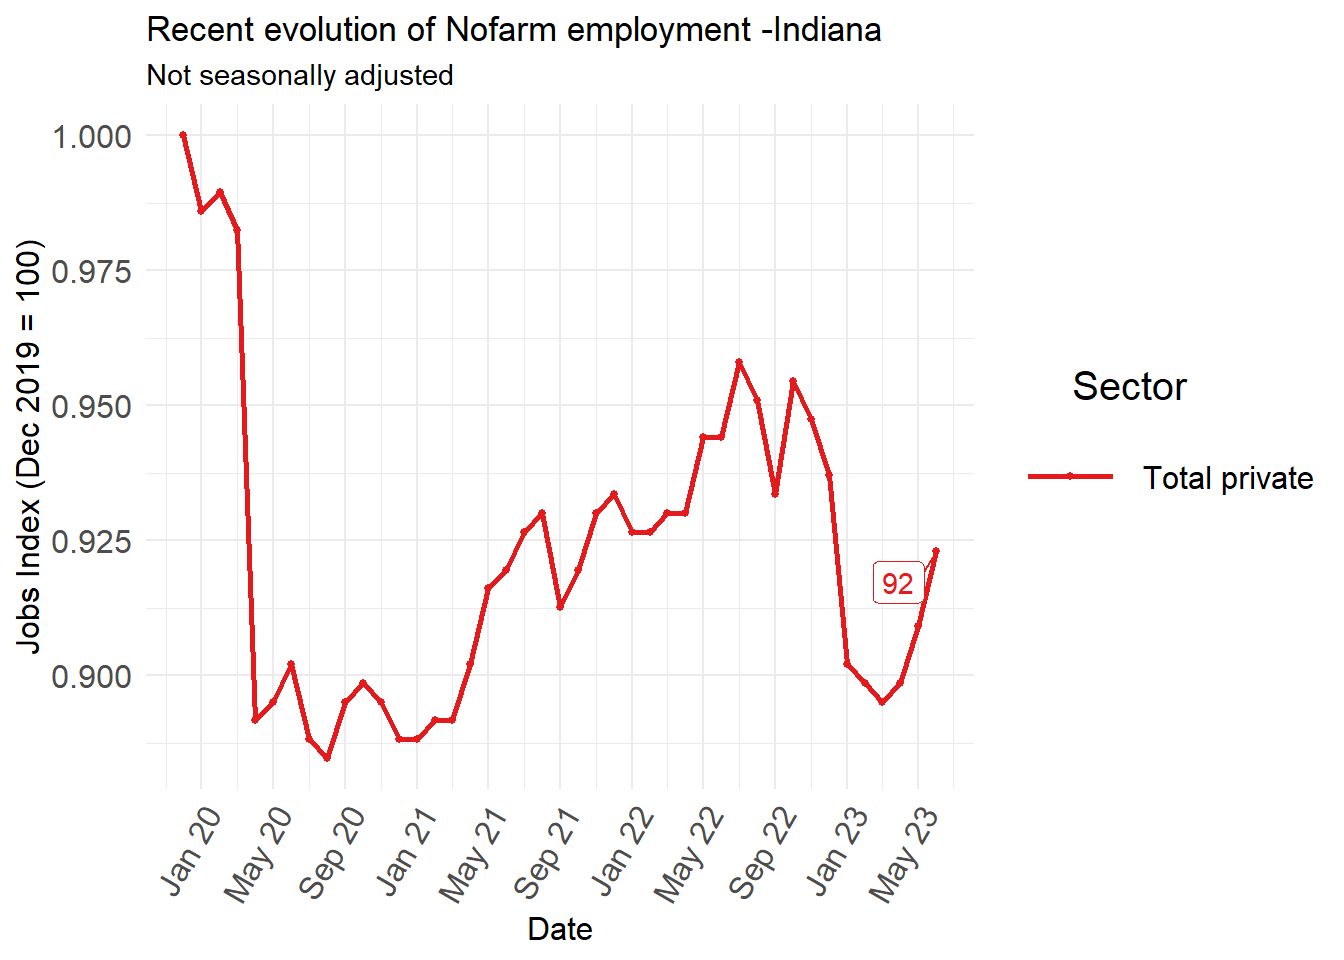 Recent evolution of Nofarm employment -Indiana
Not seasonally adjusted
Jobs Index (Dec 2019 = 100)
1.000
0.975
0.950
0.925
0.900
92
Jan 20
May 20
Sep 20
Jan 21
May 21
Sep 21
Jan 22
May 22
Sep 22
Jan 23
May 23
Date
Sector
Total private